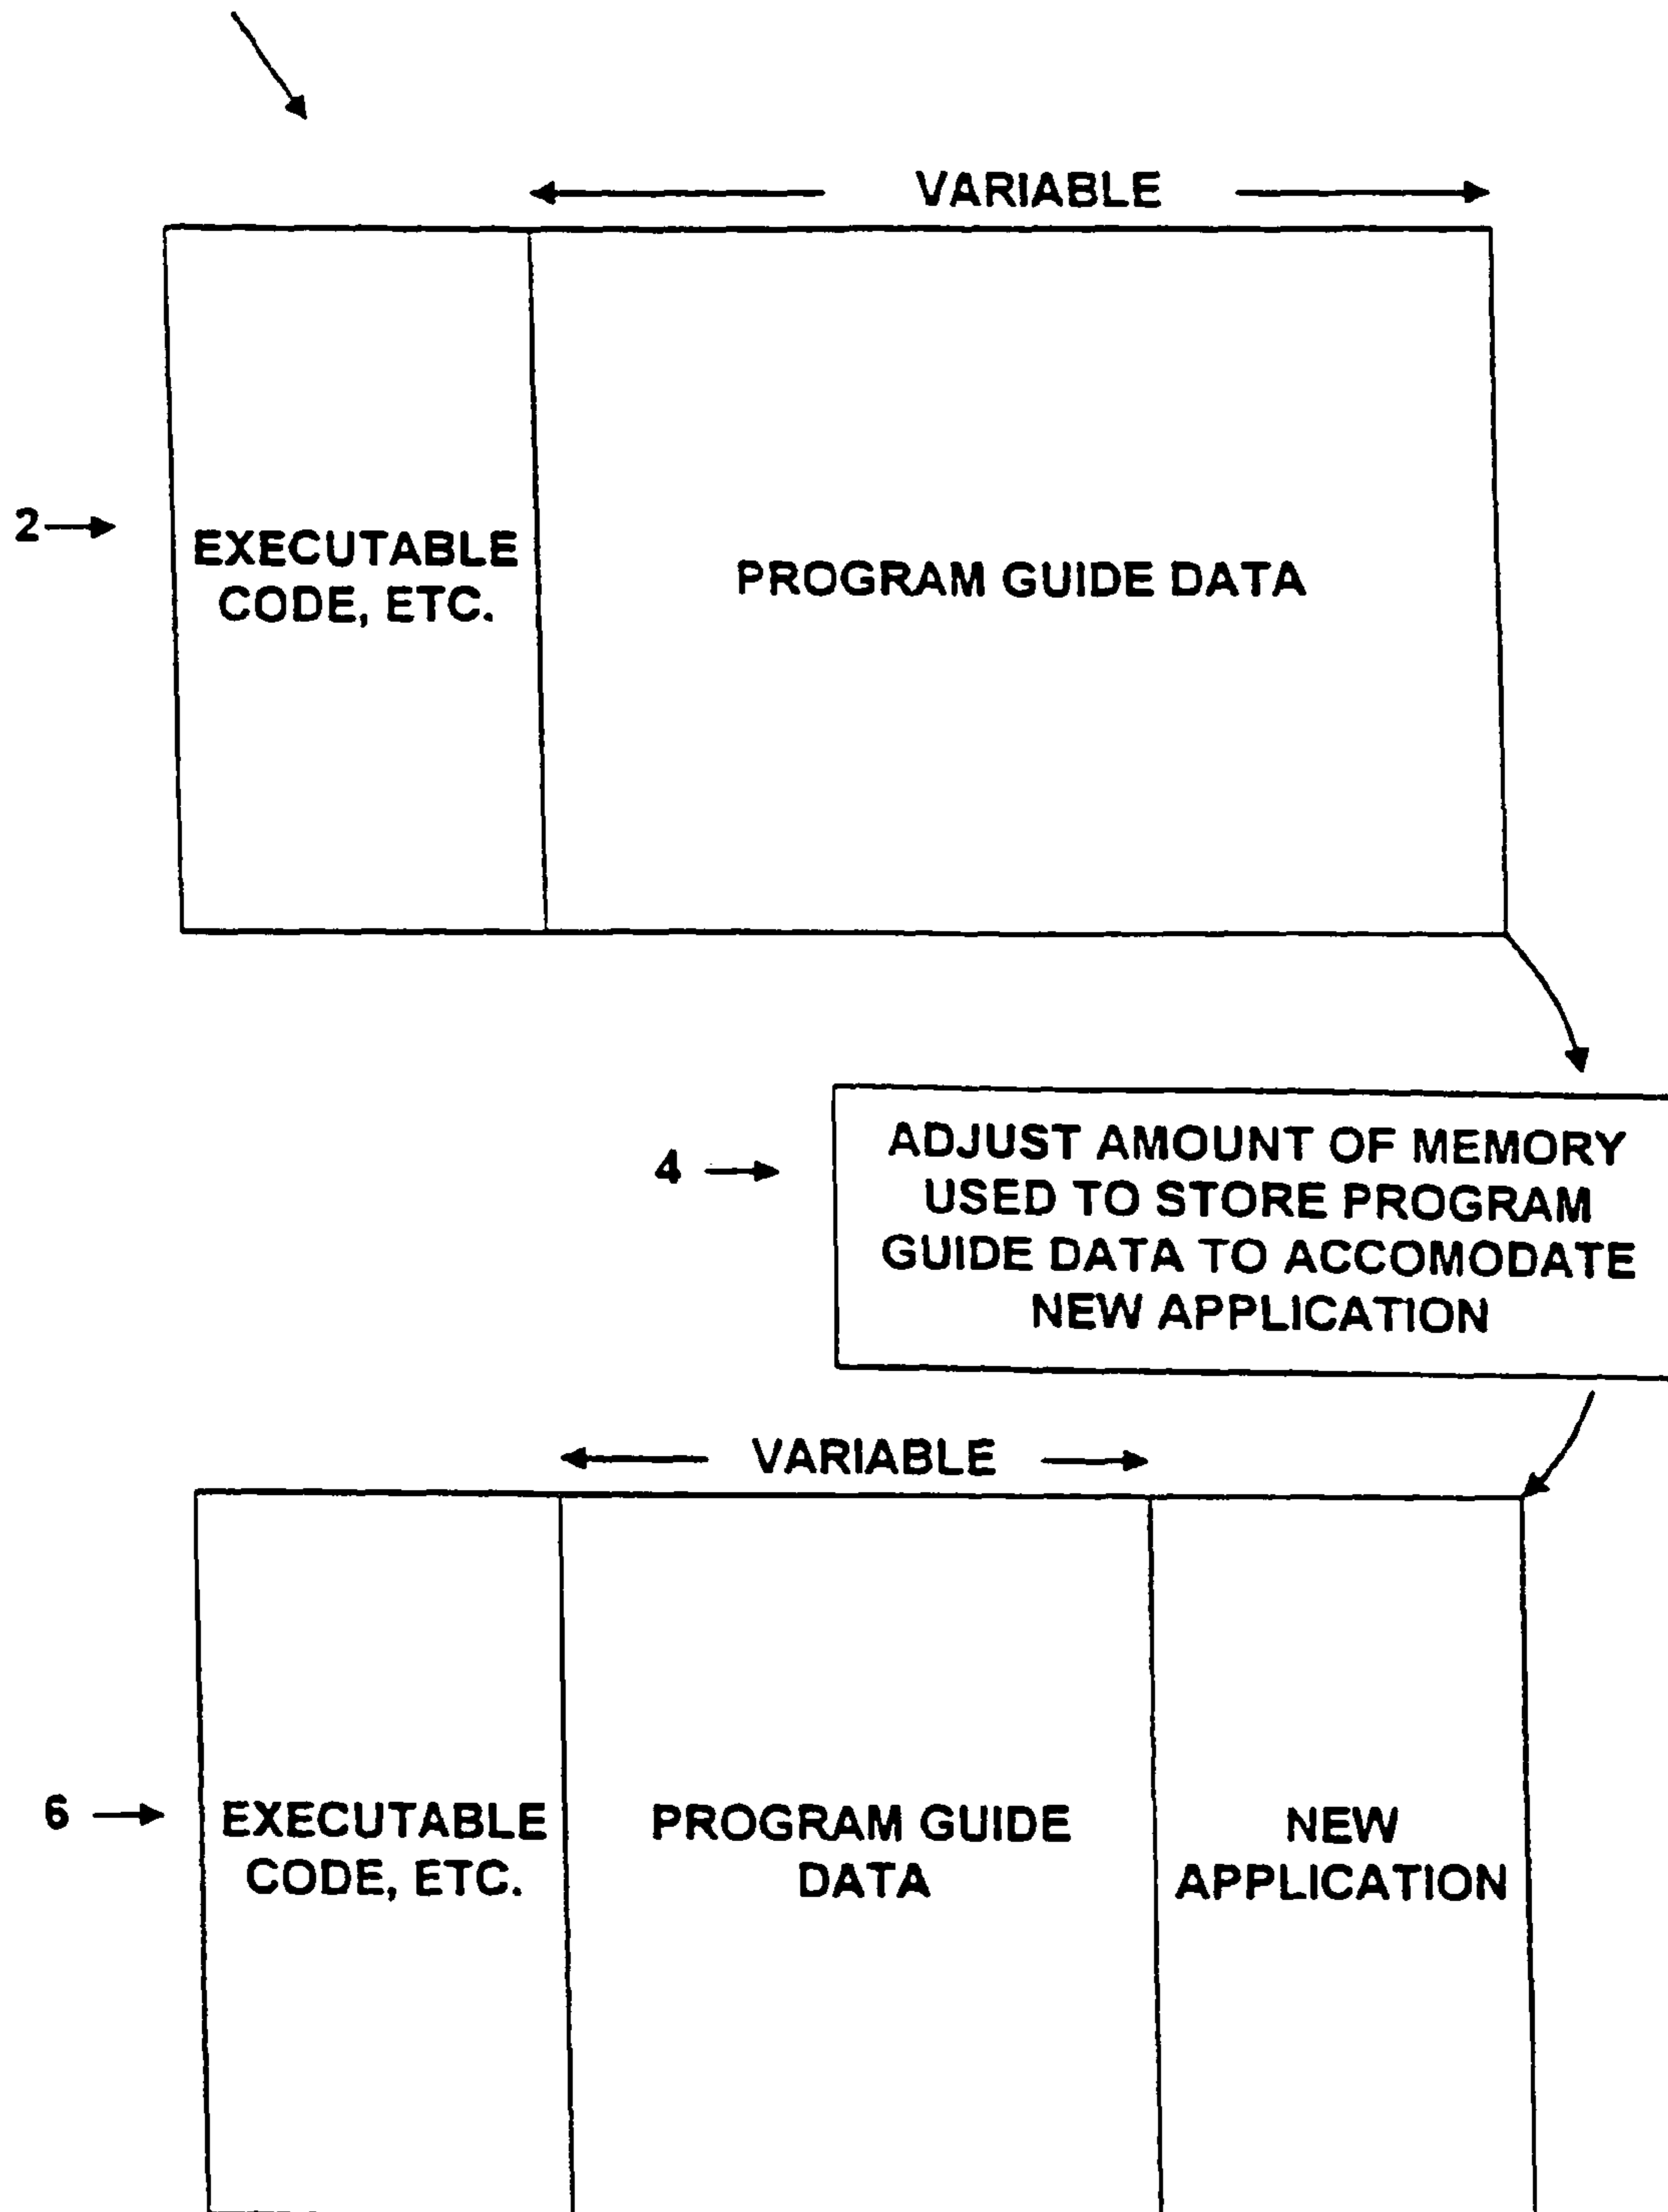 VARIABLE
2
EXECUTABLE
CODE, ETC.
PROGRAM GUIDE DATA
4
ADJUST AMOUNT OF MEMORY
USED TO STORE PROGRAM
GUIDE DATA TO ACCOMODATE
NEW APPLICATION
VARIABLE
6
EXECUTABLE
CODE, ETC.
PROGRAM GUIDE
DATA
NEW
APPLICATION